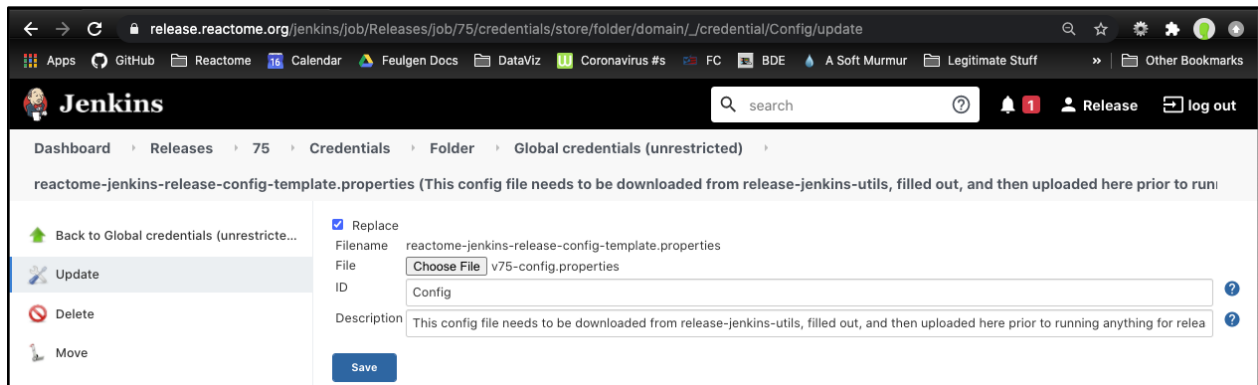 release.reactome.org/jenkins/job/Releases/job/75/credentials/store/folder/domain/_/credential/Config/update
Apps GitHub Reactome 16 Calendar Feulgen Docs DataViz Coronavirus #s FC BDE A Soft Murmur Legitimate Stuff » Other Bookmarks
Jenkins search 1 Release log out
Dashboard Releases 75 Credentials Folder Global credentials (unrestricted)
reactome-jenkins-release-config-template.properties (This config file needs to be downloaded from release-jenkins-utils, filled out, and then uploaded here prior to runi
Back to Global credentials (unrestricte...
Update
Delete
Move
Replace
Filename reactome-jenkins-release-config-template.properties
File Choose File v75-config.properties
ID Config
Description This config file needs to be downloaded from release-jenkins-utils, filled out, and then uploaded here prior to running anything for relea
Save